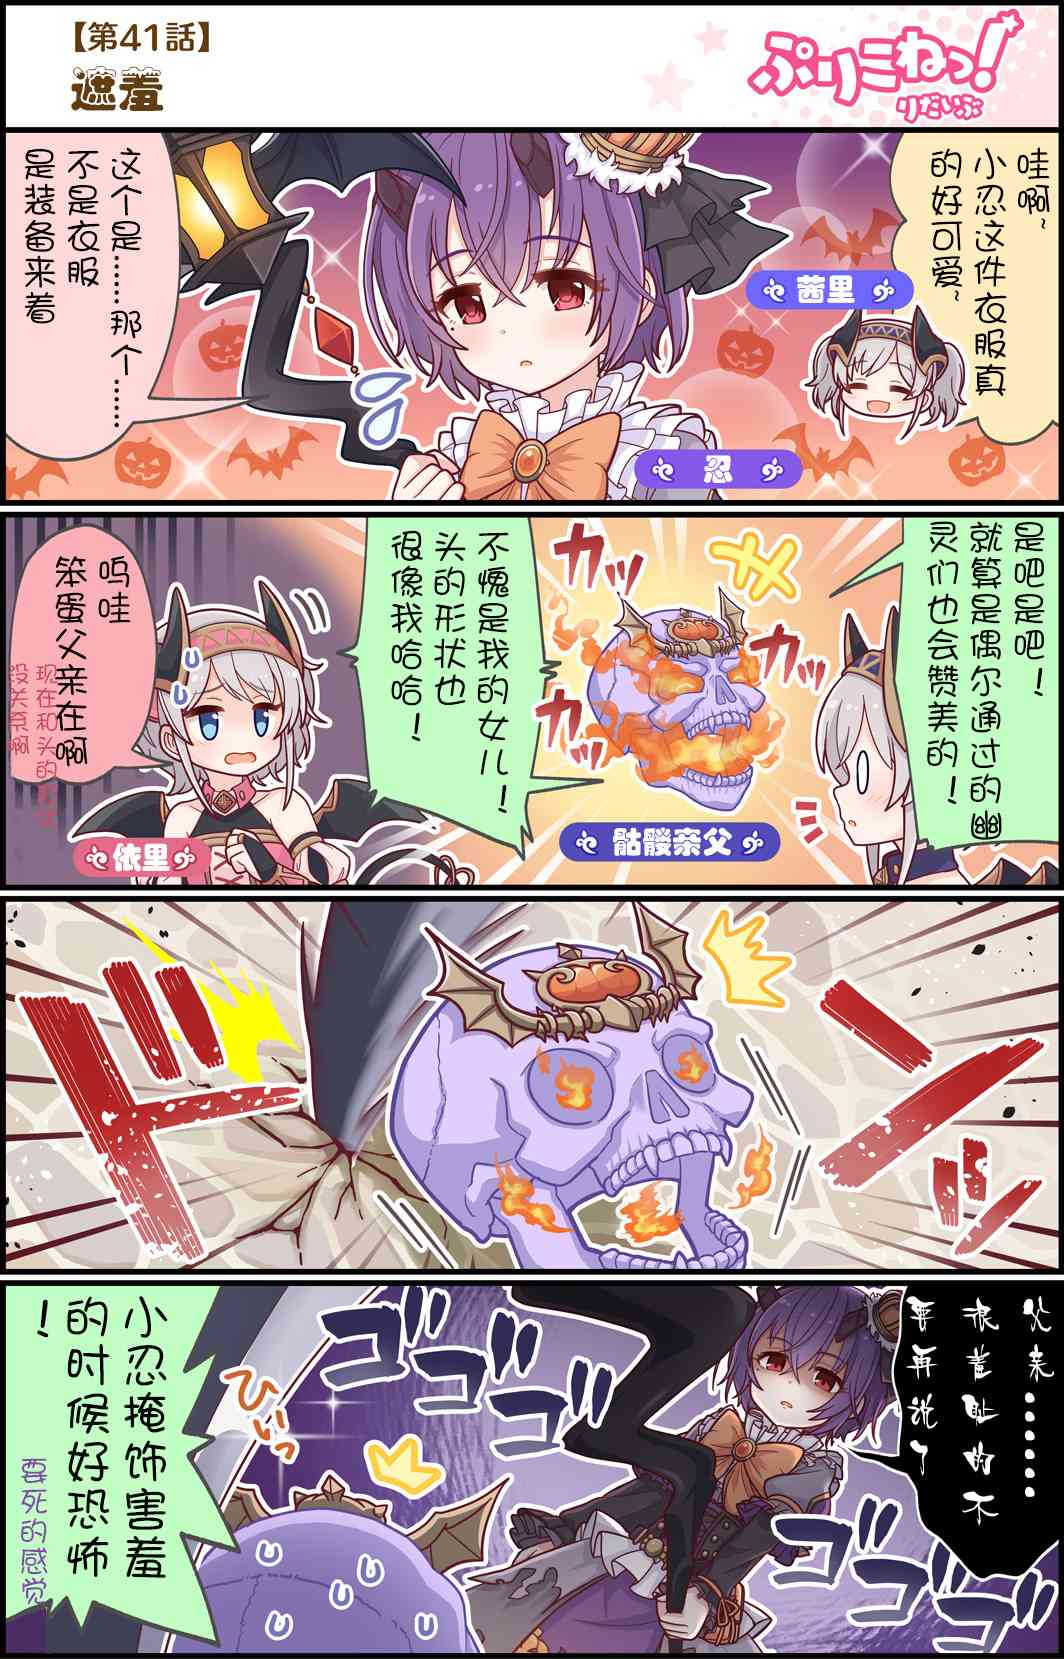 【第41話】
遮羞
ぷりこねっ！
りだいぶ
哇啊~
小忍这件衣服真
的好可爱~
茜里
这个是……那个……
不是衣服
是装备来着
忍
是吧是吧！
就算是偶尔通过的幽
灵们也会赞美的！
カッ
カッ
カッ
骷髅亲父
不愧是我的女儿！
头的形状也
很像我哈哈！
呜哇
笨蛋父亲在啊
现在和头的
没关系啊
依里
ドンッ
父亲……
很羞耻的不
要再说了
ゴゴゴ
ゴゴゴ
ひぃっ
小忍掩饰害羞
的时候好恐怖
！
要死的感觉